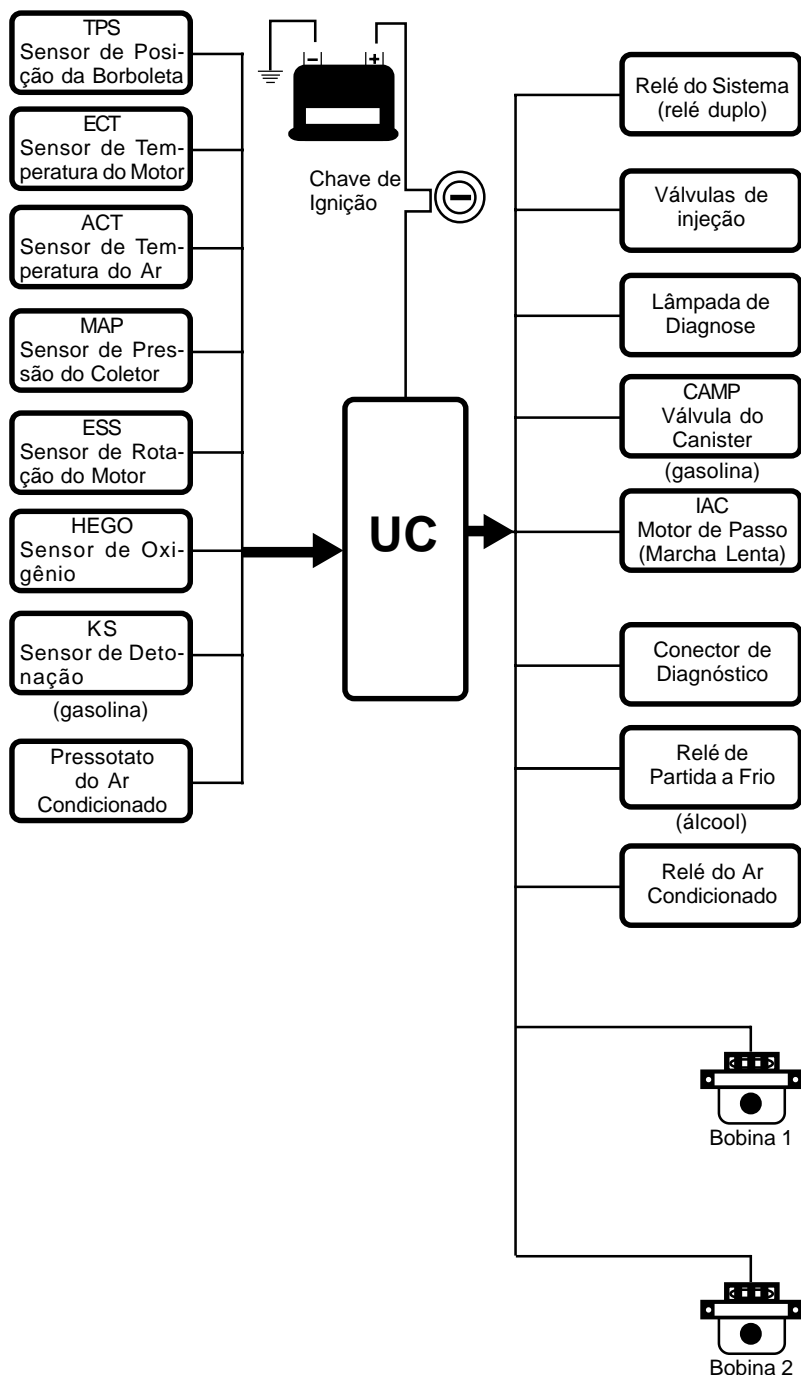 TPS
Sensor de Posi-
ção da Borboleta
ECT
Sensor de Tem-
peratura do Motor
ACT
Sensor de Tem-
peratura do Ar
MAP
Sensor de Pres-
são do Coletor
ESS
Sensor de Rota-
ção do Motor
HEGO
Sensor de Oxi-
gênio
KS
Sensor de Deto-
nação
(gasolina)
Pressotato
do Ar
Condicionado
- +
Chave de
Ignição
UC
Relé do Sistema
(relé duplo)
Válvulas de
injeção
Lâmpada de
Diagnose
CAMP
Válvula do
Canister
(gasolina)
IAC
Motor de Passo
(Marcha Lenta)
Conector de
Diagnóstico
Relé de
Partida a Frio
(álcool)
Relé do Ar
Condicionado
Bobina 1
Bobina 2